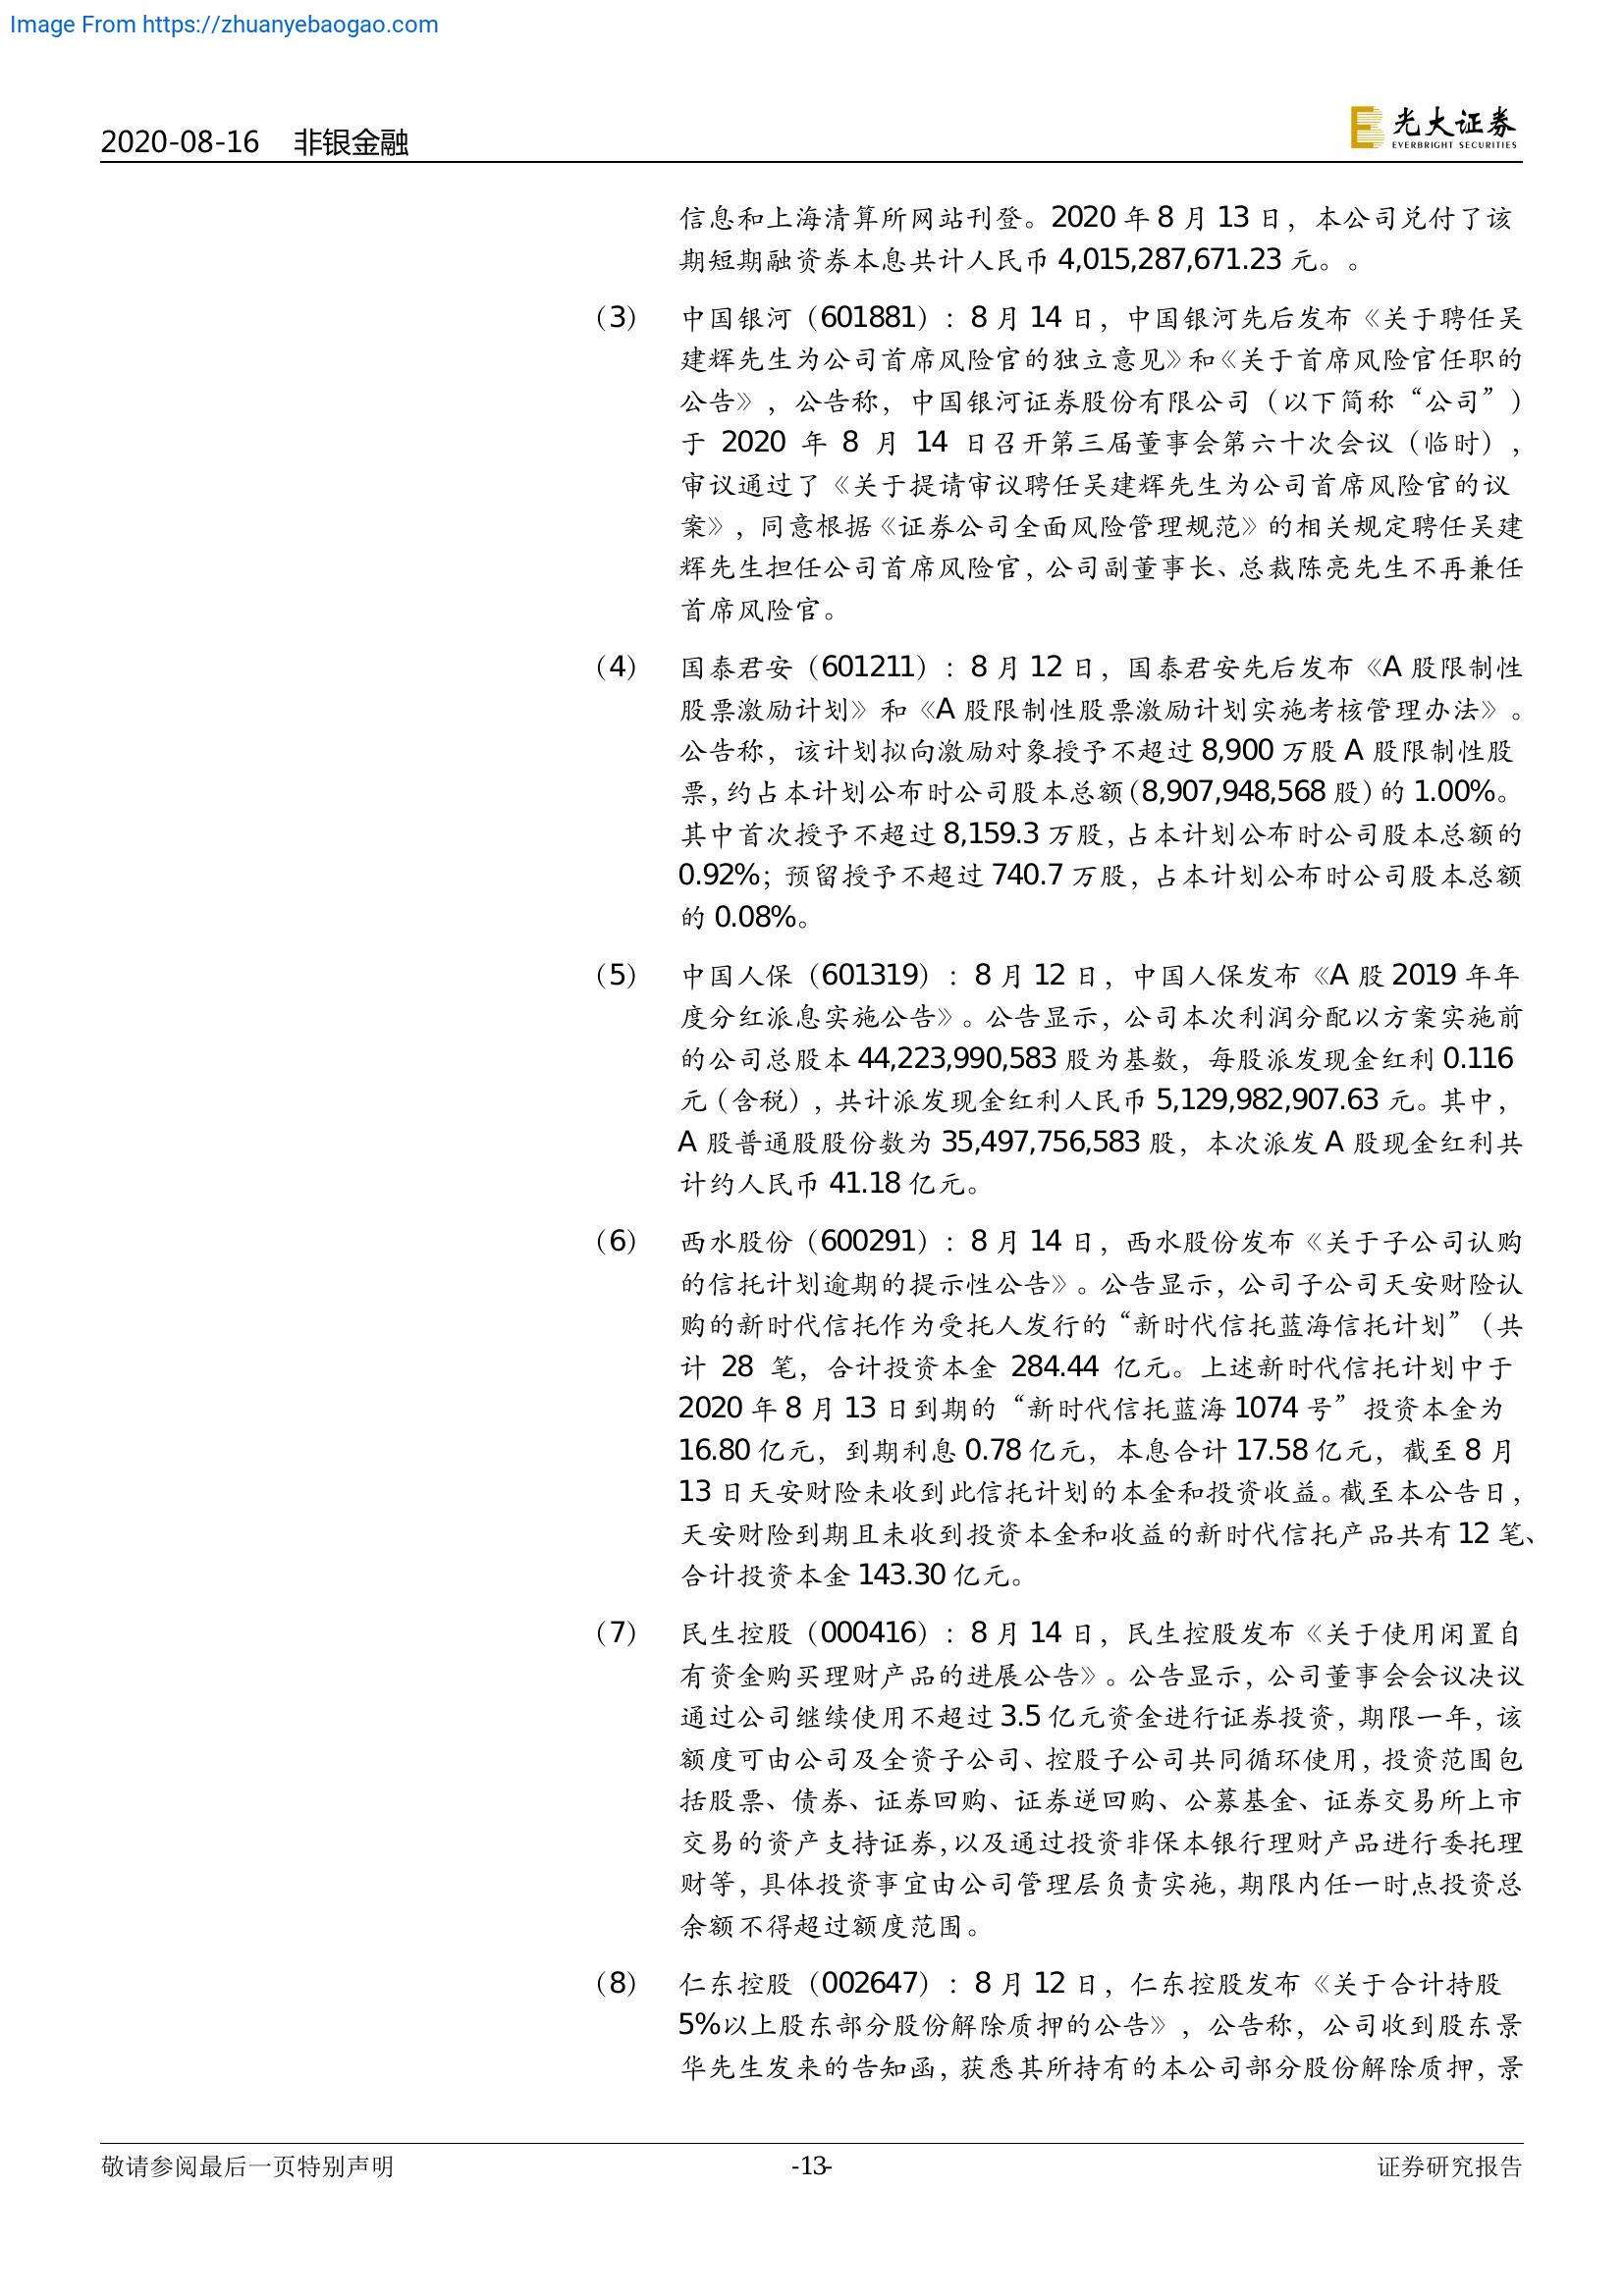 Image From https://zhuanyebaogao.com
2020-08-16 非银金融
光大证券
EVERBRIGHT SECURITIES
信息和上海清算所网站刊登。2020 年 8 月 13 日，本公司兑付了该
期短期融资券本息共计人民币 4,015,287,671.23 元。。
（3） 中国银河（601881）：8 月 14 日，中国银河先后发布《关于聘任吴
建辉先生为公司首席风险官的独立意见》和《关于首席风险官任职的
公告》，公告称，中国银河证券股份有限公司（以下简称“公司”）
于 2020 年 8 月 14 日召开第三届董事会第六十次会议（临时），
审议通过了《关于提请审议聘任吴建辉先生为公司首席风险官的议
案》，同意根据《证券公司全面风险管理规范》的相关规定聘任吴建
辉先生担任公司首席风险官，公司副董事长、总裁陈亮先生不再兼任
首席风险官。
（4） 国泰君安（601211）：8 月 12 日，国泰君安先后发布《A 股限制性
股票激励计划》和《A 股限制性股票激励计划实施考核管理办法》。
公告称，该计划拟向激励对象授予不超过 8,900 万股 A 股限制性股
票，约占本计划公布时公司股本总额（8,907,948,568 股）的 1.00%。
其中首次授予不超过 8,159.3 万股，占本计划公布时公司股本总额的
0.92%；预留授予不超过 740.7 万股，占本计划公布时公司股本总额
的 0.08%。
（5） 中国人保（601319）：8 月 12 日，中国人保发布《A 股 2019 年年
度分红派息实施公告》。公告显示，公司本次利润分配以方案实施前
的公司总股本 44,223,990,583 股为基数，每股派发现金红利 0.116
元（含税），共计派发现金红利人民币 5,129,982,907.63 元。其中，
A 股普通股股份数为 35,497,756,583 股，本次派发 A 股现金红利共
计约人民币 41.18 亿元。
（6） 西水股份（600291）：8 月 14 日，西水股份发布《关于子公司认购
的信托计划逾期的提示性公告》。公告显示，公司子公司天安财险认
购的新时代信托作为受托人发行的“新时代信托蓝海信托计划”（共
计 28 笔，合计投资本金 284.44 亿元。上述新时代信托计划中于
2020 年 8 月 13 日到期的“新时代信托蓝海 1074 号”投资本金为
16.80 亿元，到期利息 0.78 亿元，本息合计 17.58 亿元，截至 8 月
13 日天安财险未收到此信托计划的本金和投资收益。截至本公告日，
天安财险到期且未收到投资本金和收益的新时代信托产品共有 12 笔、
合计投资本金 143.30 亿元。
（7） 民生控股（000416）：8 月 14 日，民生控股发布《关于使用闲置自
有资金购买理财产品的进展公告》。公告显示，公司董事会会议决议
通过公司继续使用不超过 3.5 亿元资金进行证券投资，期限一年，该
额度可由公司及全资子公司、控股子公司共同循环使用，投资范围包
括股票、债券、证券回购、证券逆回购、公募基金、证券交易所上市
交易的资产支持证券，以及通过投资非保本银行理财产品进行委托理
财等，具体投资事宜由公司管理层负责实施，期限内任一时点投资总
余额不得超过额度范围。
（8） 仁东控股（002647）：8 月 12 日，仁东控股发布《关于合计持股
5%以上股东部分股份解除质押的公告》，公告称，公司收到股东景
华先生发来的告知函，获悉其所持有的本公司部分股份解除质押，景
敬请参阅最后一页特别声明 -13- 证券研究报告